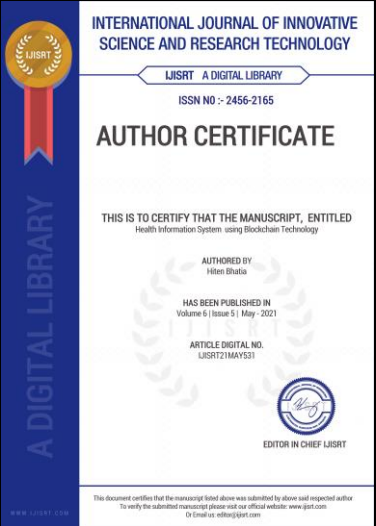 IJISRT
INTERNATIONAL JOURNAL OF INNOVATIVE
SCIENCE AND RESEARCH TECHNOLOGY
IJISRT A DIGITAL LIBRARY
ISSN NO :- 2456-2165
AUTHOR CERTIFICATE
THIS IS TO CERTIFY THAT THE MANUSCRIPT, ENTITLED
Health Information System using Blockchain Technology
AUTHORED BY
Hiten Bhatia
HAS BEEN PUBLISHED IN
Volume 6 | Issue 5 | May - 2021
IJISRT
ARTICLE DIGITAL NO.
IJISRT21MAY531
EDITOR IN CHIEF IJISRT
A DIGITAL LIBRARY
WWW.IJISRT.COM
This document certifies that the manuscript listed above was submitted by above said respected author
To verify the submitted manuscript please visit our official website: www.ijisrt.com
Or Email us: editor@ijisrt.com